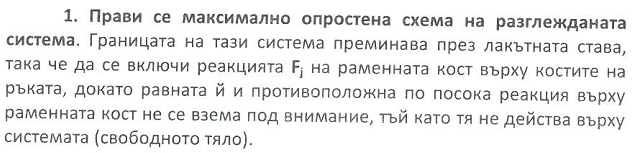 1. Прави се максимално опростена схема на разглежданата
система. Границата на тази система преминава през лакътната става,
така че да се включи реакцията Fj на раменната кост върху костите на
ръката, докато равната й и противоположна по посока реакция върху
раменната кост не се взема под внимание, тъй като тя не действа върху
системата (свободното тяло).